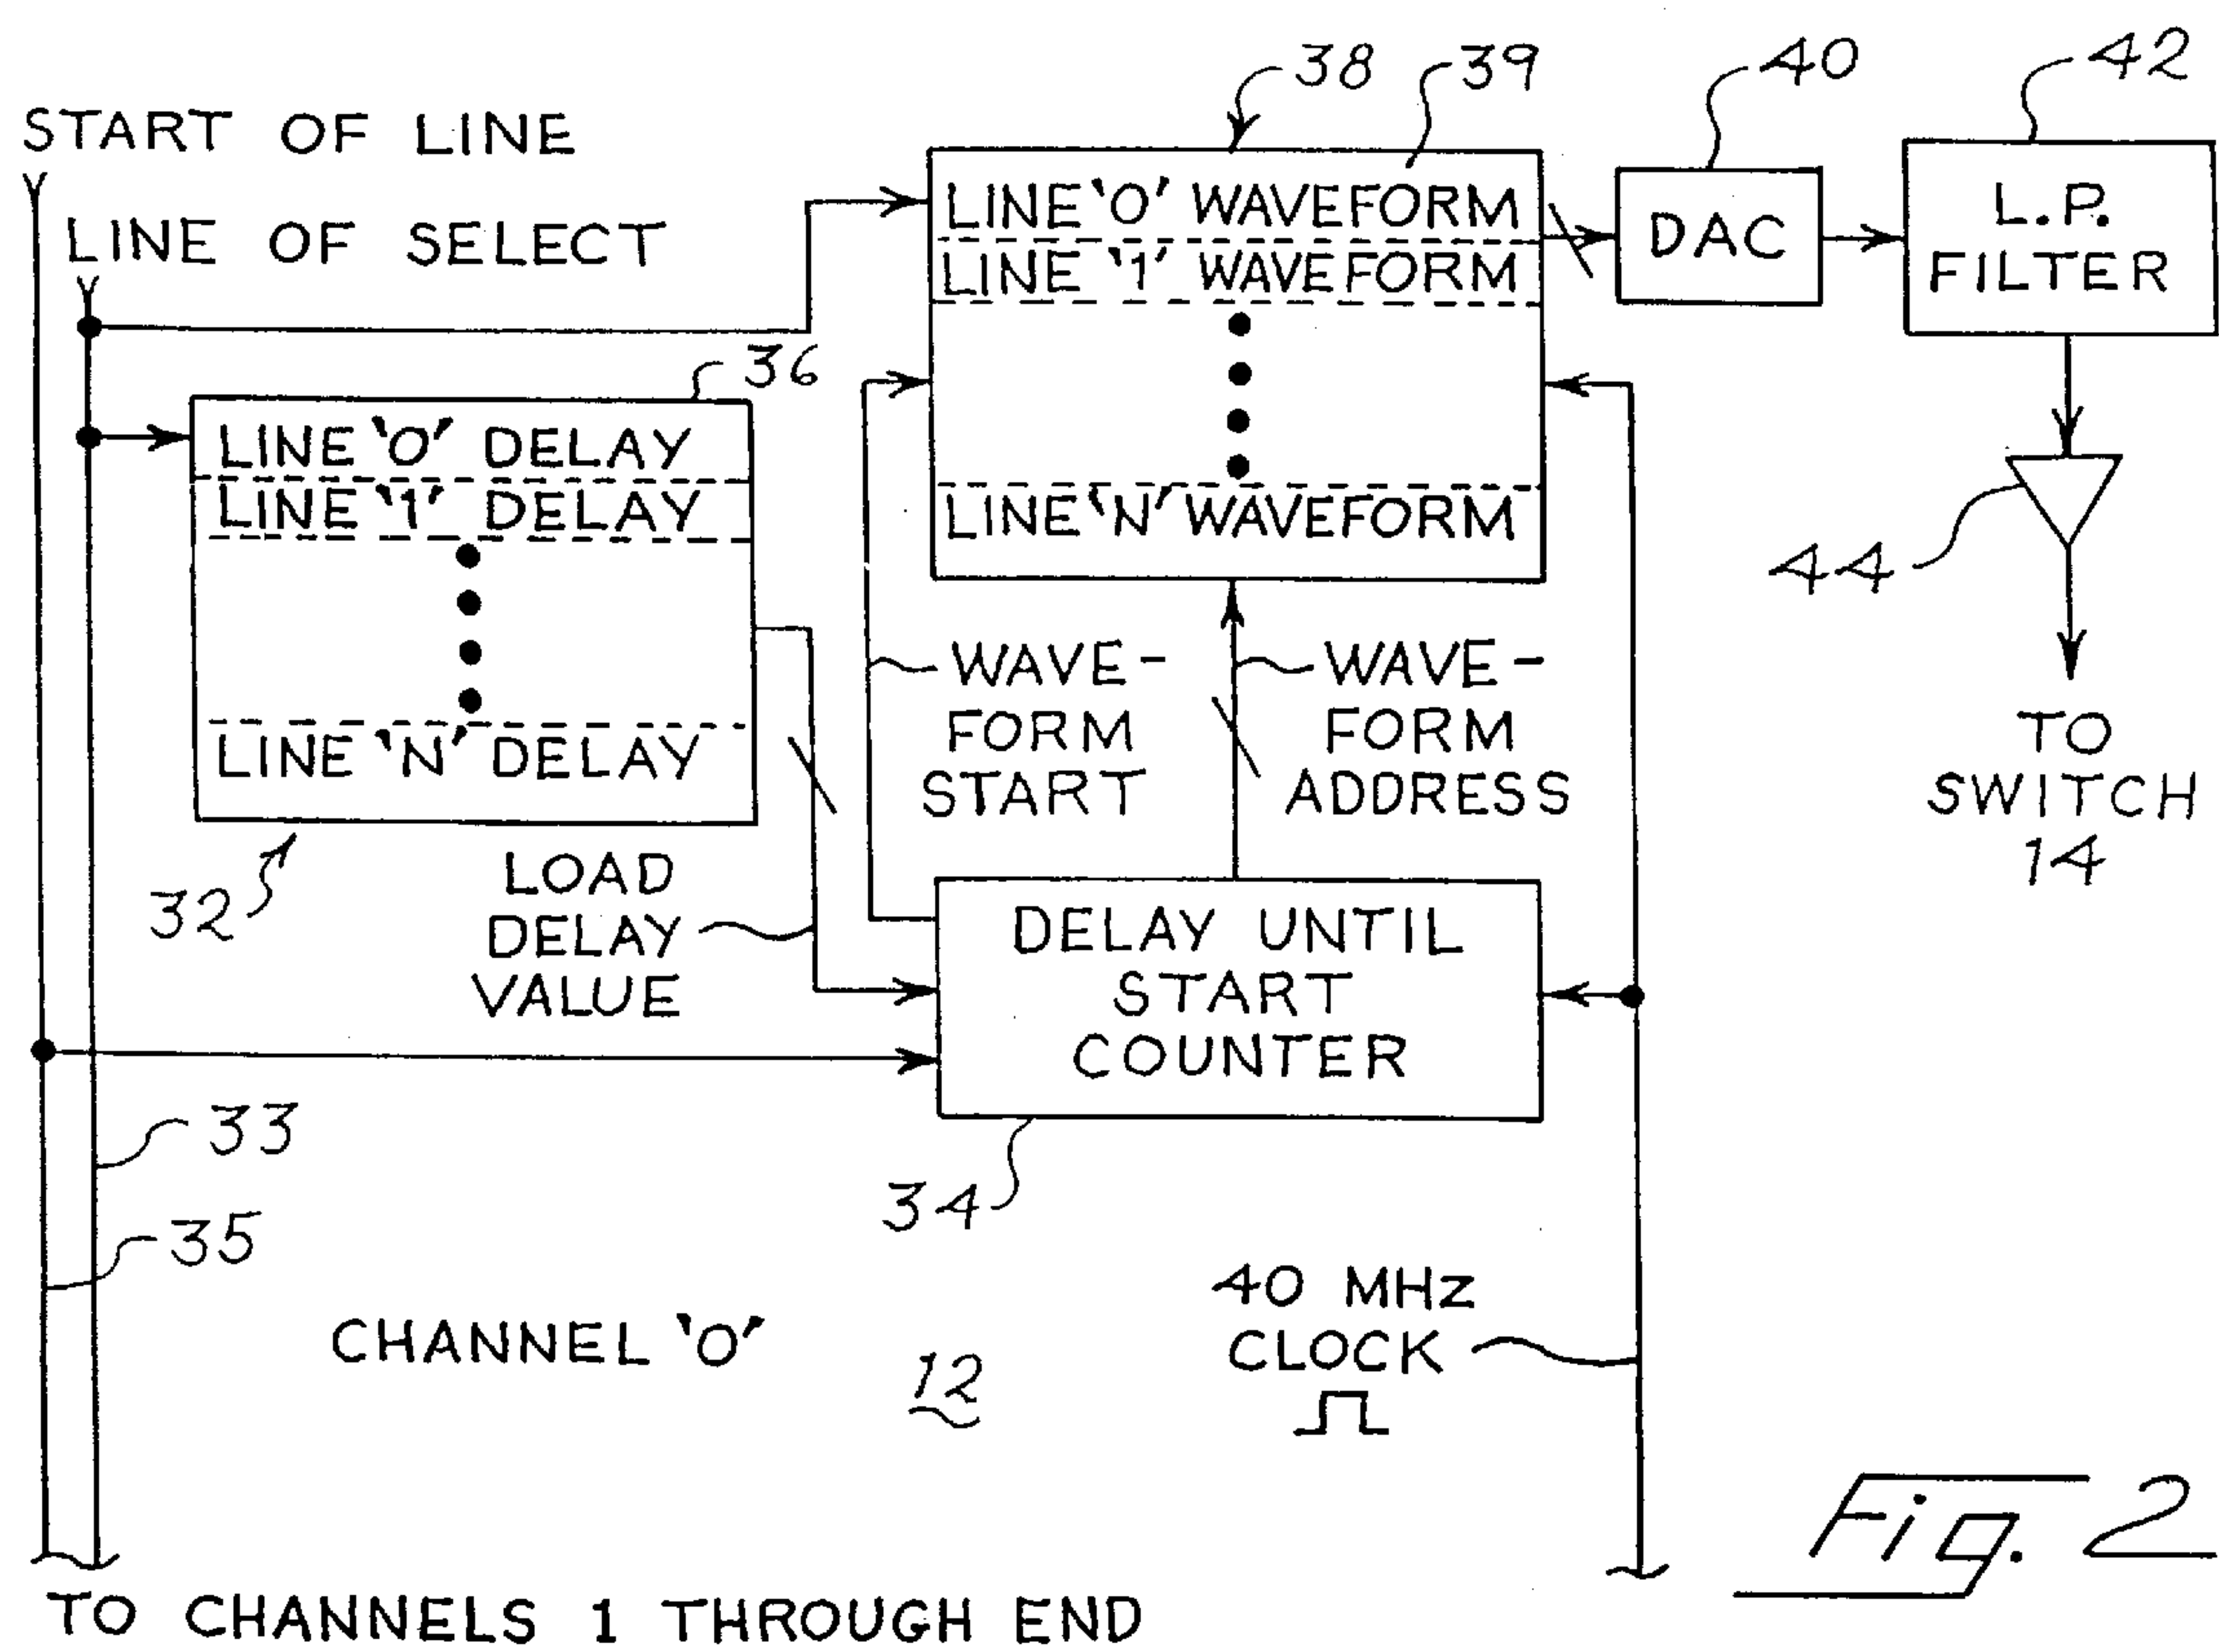 38
39
40
42
START OF LINE
LINE OF SELECT
LINE '0' WAVEFORM
LINE '1' WAVEFORM
LINE 'N' WAVEFORM
DAC
L.P.
FILTER
36
LINE '0' DELAY
LINE '1' DELAY
LINE 'N' DELAY
44
WAVE-
FORM
START
WAVE-
FORM
ADDRESS
TO
SWITCH
14
32
LOAD
DELAY
VALUE
DELAY UNTIL
START
COUNTER
33
34
35
40 MHz
CLOCK
CHANNEL '0'
12
Fig. 2
TO CHANNELS 1 THROUGH END